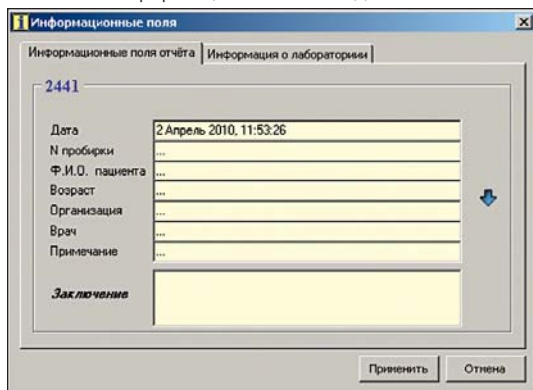 Информационные поля
Информационные поля отчёта Информация о лаборатории
2441
Дата 2 Апрель 2010, 11:53:26
N пробирки ...
Ф.И.О. пациента ...
Возраст ...
Организация ...
Врач ...
Примечание ...
Заключение
Применить Отмена